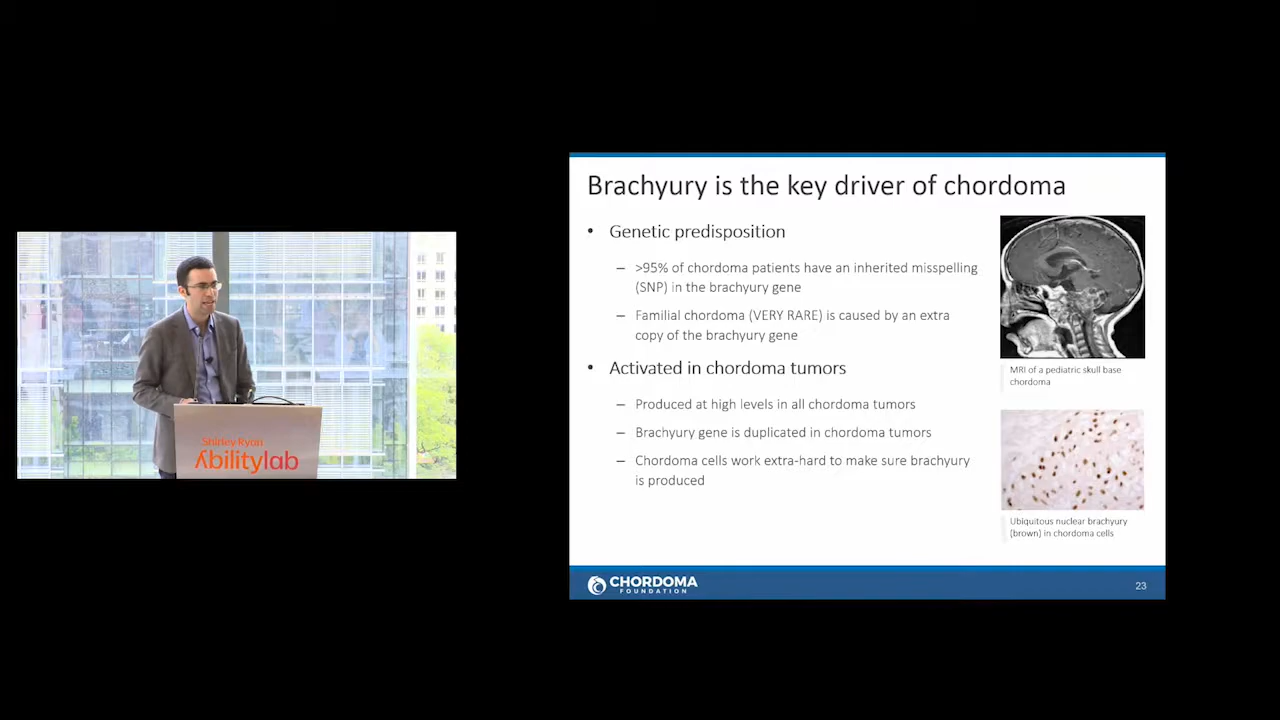 Shirley Ryan
Abilitylab
Brachyury is the key driver of chordoma
• Genetic predisposition
– >95% of chordoma patients have an inherited misspelling
(SNP) in the brachyury gene
– Familial chordoma (VERY RARE) is caused by an extra
copy of the brachyury gene
• Activated in chordoma tumors
– Produced at high levels in all chordoma tumors
– Brachyury gene is duplicated in chordoma tumors
– Chordoma cells work extra-hard to make sure brachyury
is produced
MRI of a pediatric skull base
chordoma
Ubiquitous nuclear brachyury
(brown) in chordoma cells
CHORDOMA
FOUNDATION
23